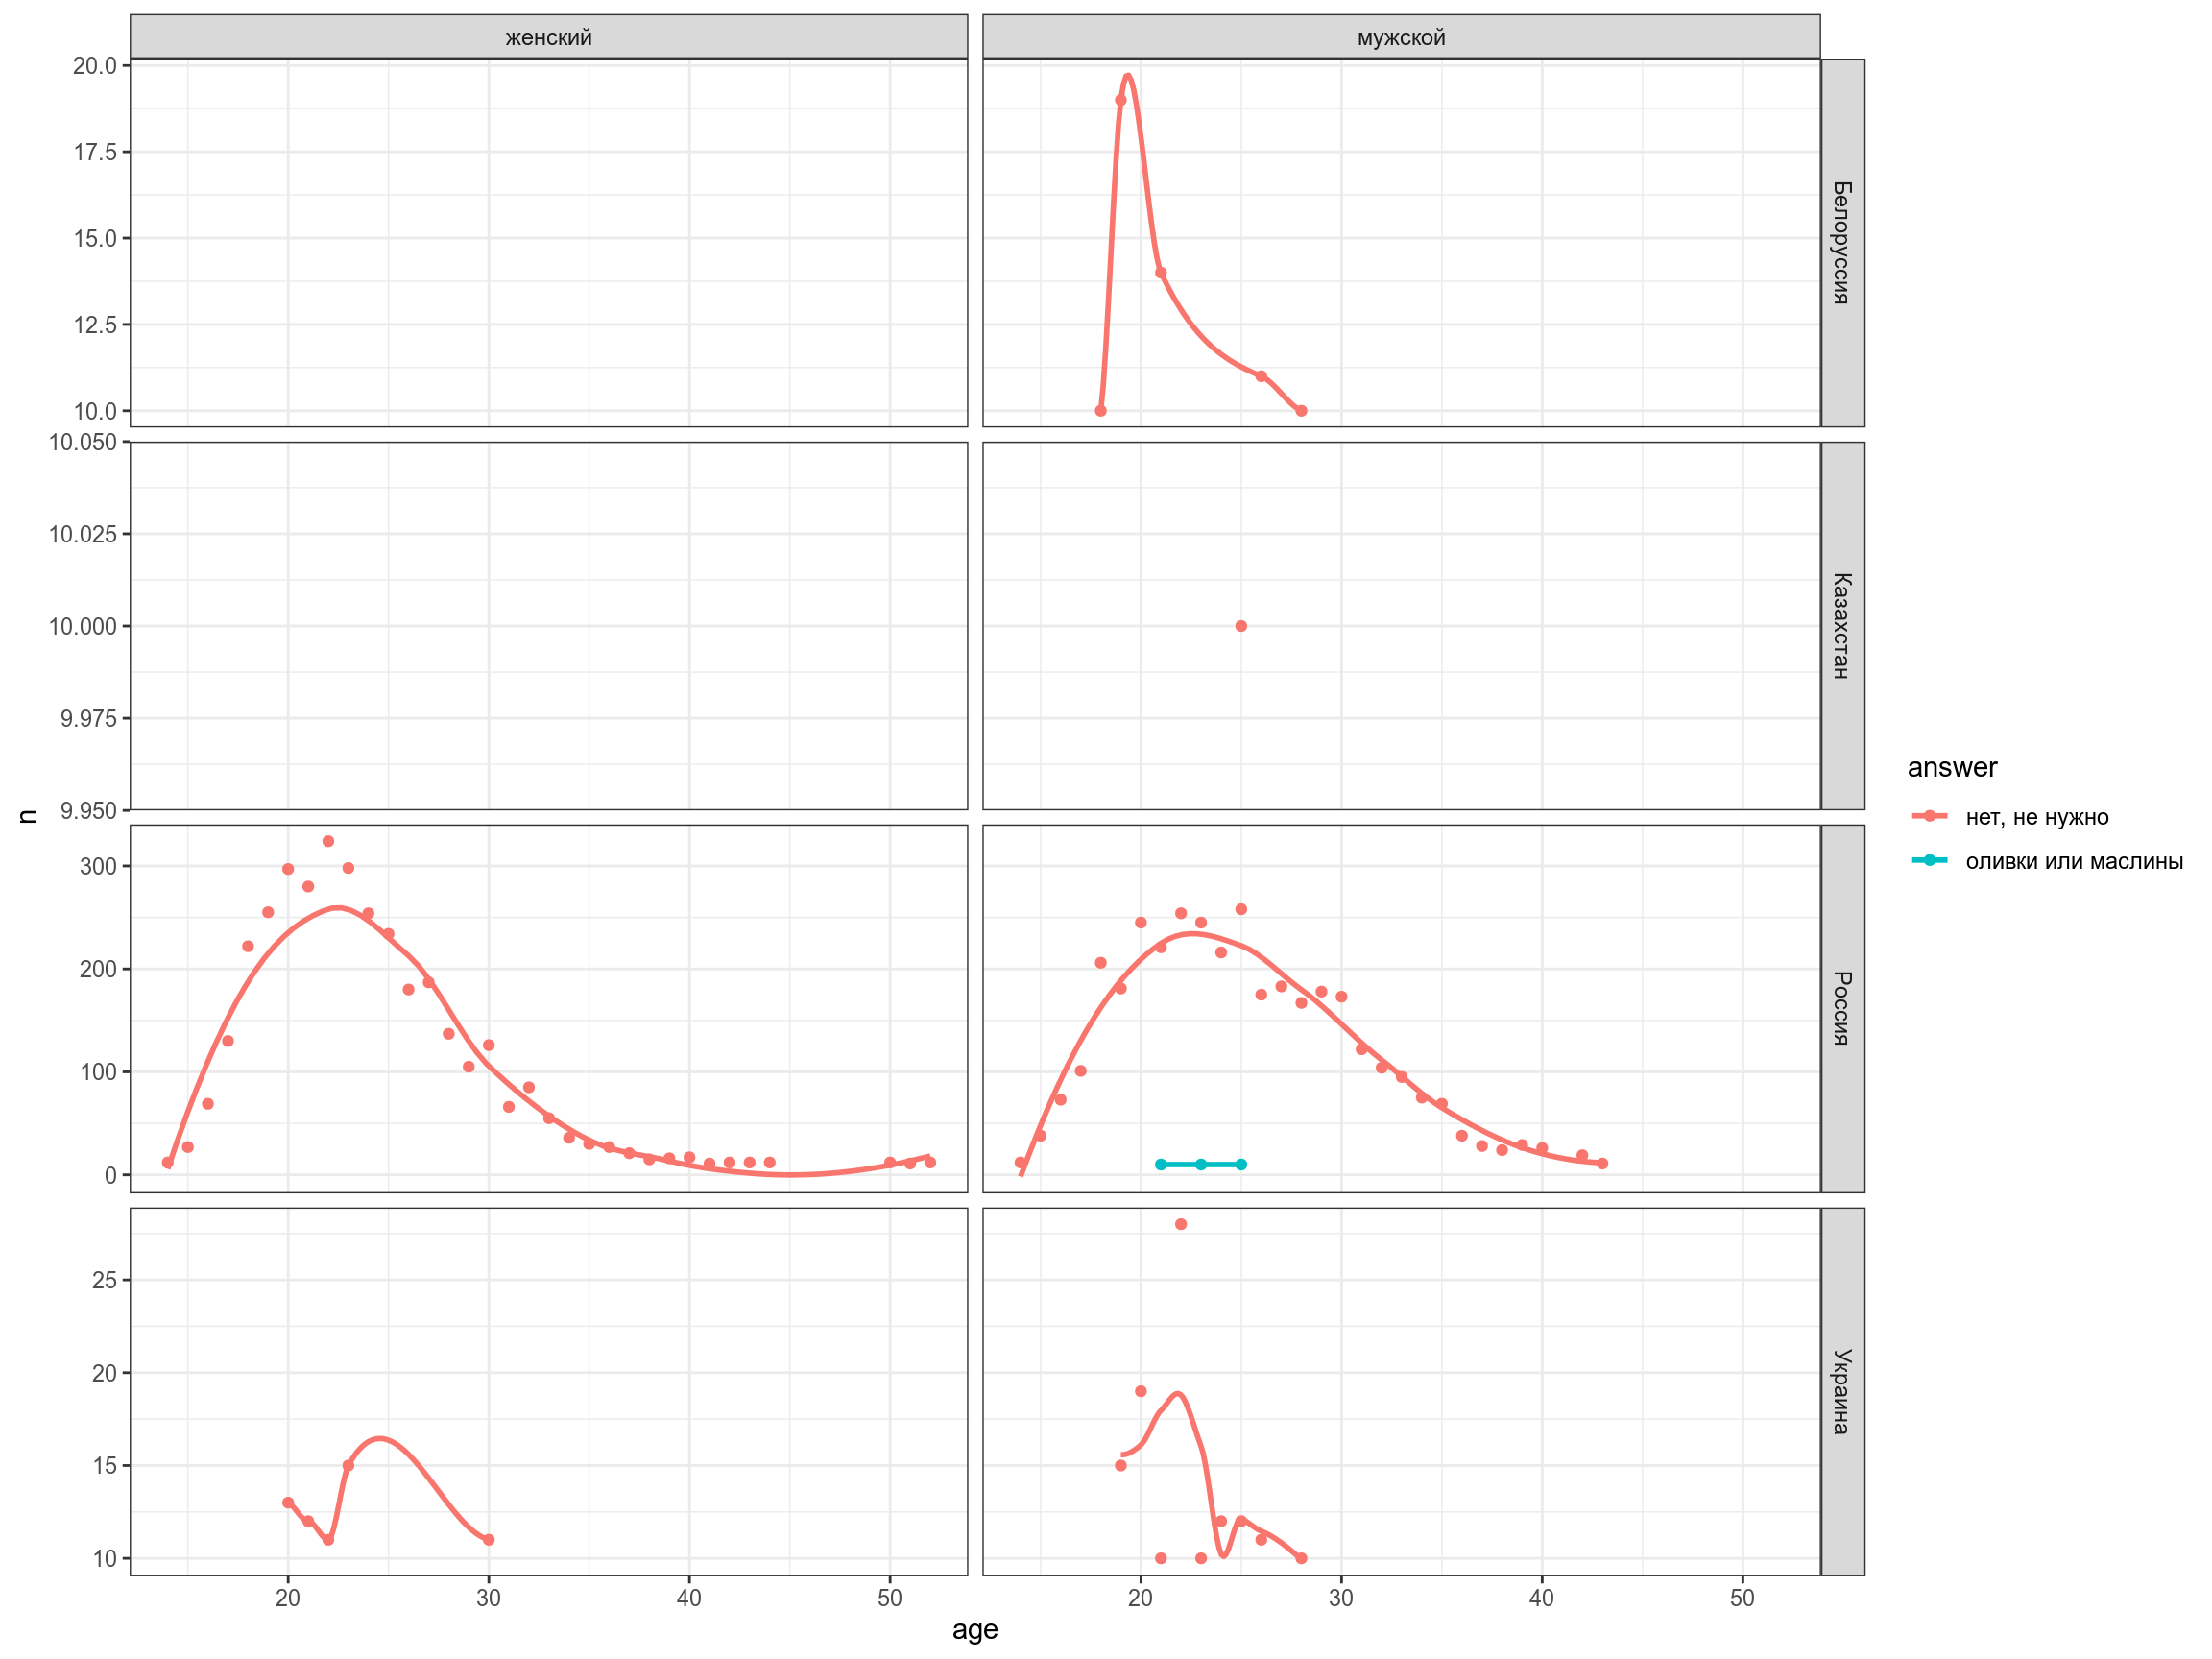 женский
мужской
20.0
17.5
15.0
12.5
10.0
Белоруссия
10.050
10.025
10.000
9.975
9.950
Казахстан
300
200
100
0
Россия
25
20
15
10
Украина
20 30 40 50
20 30 40 50
age
n
answer
нет, не нужно
оливки или маслины